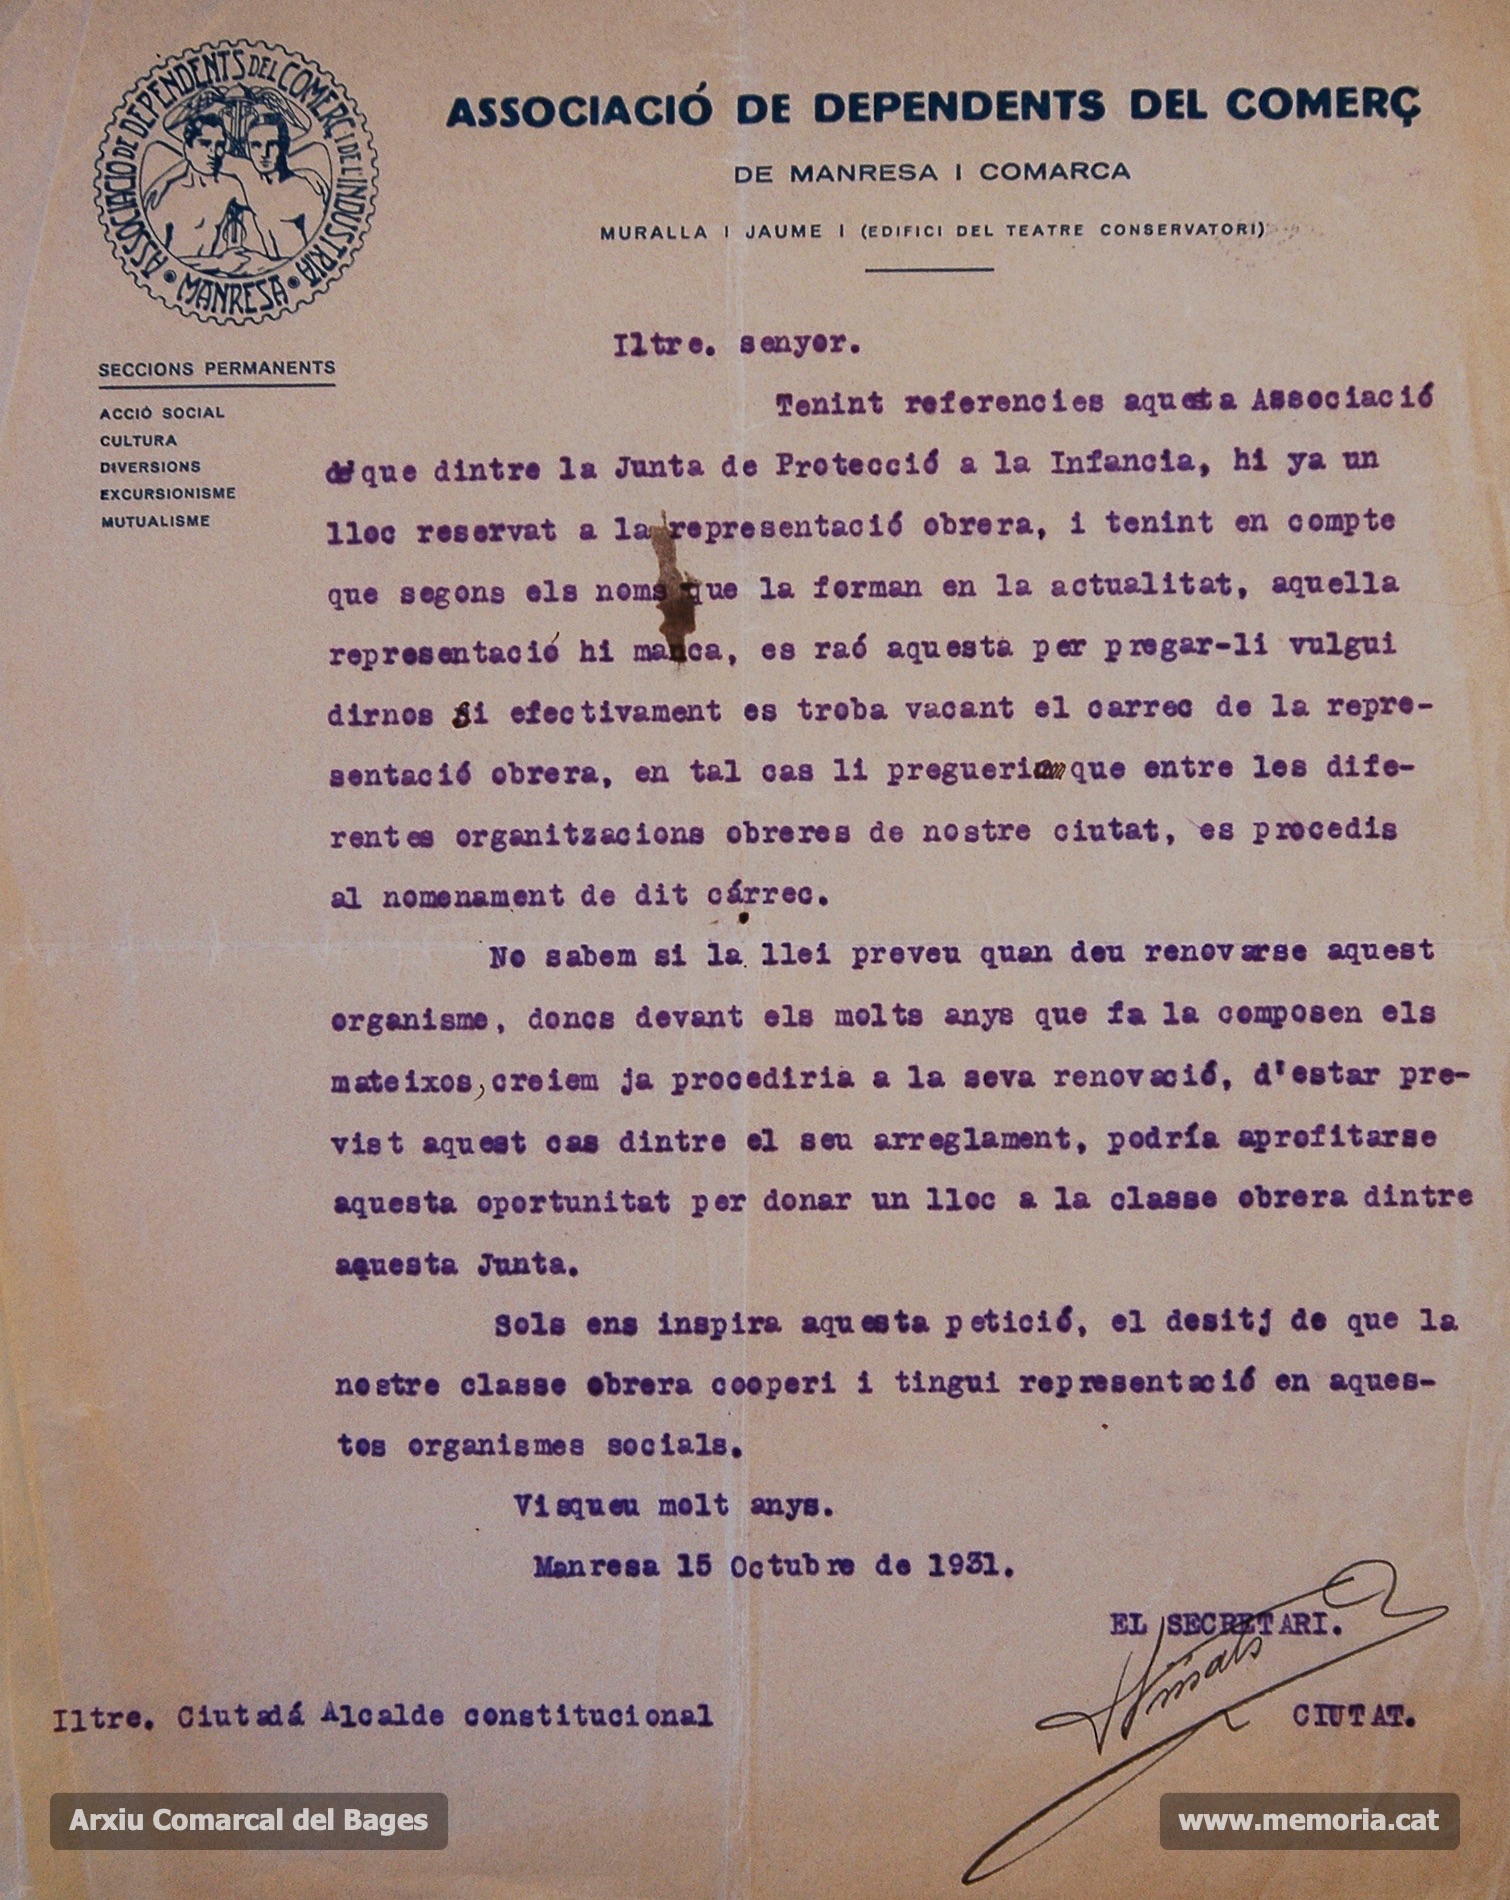 ASSOCIACIÓ DE DEPENDENTS DEL COMERÇ I DE L'INDUSTRIA
• MANRESA •
ASSOCIACIÓ DE DEPENDENTS DEL COMERÇ
DE MANRESA I COMARCA
MURALLA I JAUME I (EDIFICI DEL TEATRE CONSERVATORI)
SECCIONS PERMANENTS
ACCIÓ SOCIAL
CULTURA
DIVERSIONS
EXCURSIONISME
MUTUALISME
Iltre. senyor.
Tenint referencies aquesta Associació
de que dintre la Junta de Protecció a la Infancia, hi ya un
lloc reservat a la representació obrera, i tenint en compte
que segons els noms que la forman en la actualitat, aquella
representació hi manca, es raó aquesta per pregar-li vulgui
dirnos si efectivament es troba vacant el carrec de la repre-
sentació obrera, en tal cas li pregueriam que entre les dife-
rentes organitzacions obreres de nostre ciutat, es procedis
al nomenament de dit cárrec.
No sabem si la llei preveu quan deu renovarse aquest
organisme, doncs devant els molts anys que fa la composen els
mateixos, creiem ja procediria a la seva renovació, d'estar pre-
vist aquest cas dintre el seu arreglament, podría aprofitarse
aquesta oportunitat per donar un lloc a la classe obrera dintre
aquesta Junta.
Sols ens inspira aquesta petició, el desitj de que la
nostre classe obrera cooperi i tingui representació en aques-
tos organismes socials.
Visqueu molt anys.
Manresa 15 Octubre de 1931.
EL SECRETARI.
Iltre. Ciutadá Alcalde constitucional
CIUTAT.
Arxiu Comarcal del Bages
www.memoria.cat